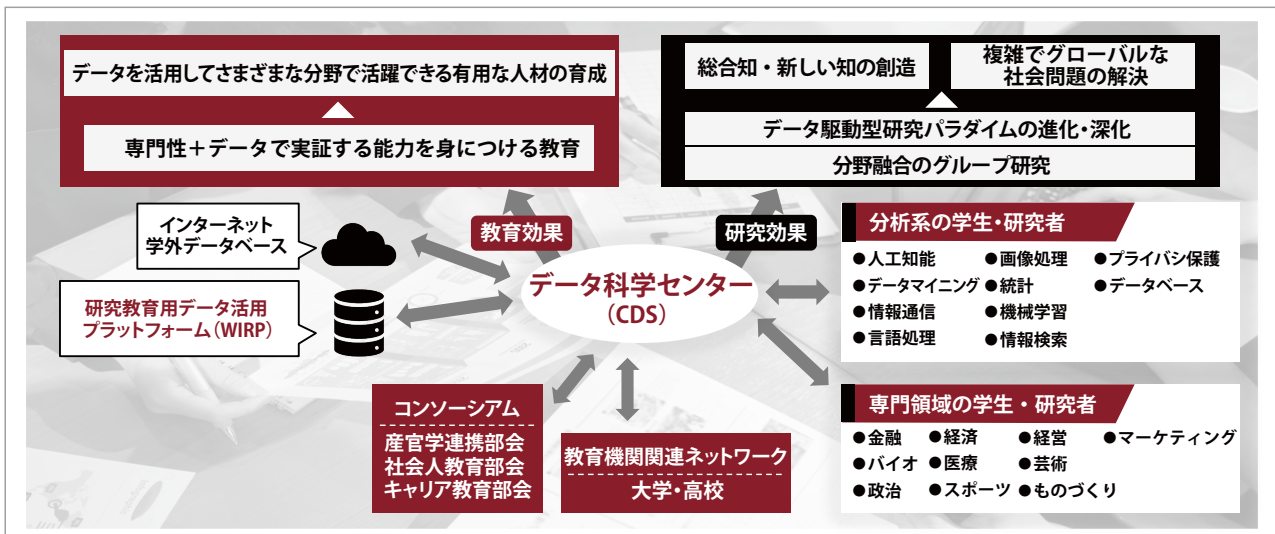 データを活用してさまざまな分野で活躍できる有用な人材の育成
専門性＋データで実証する能力を身につける教育
総合知・新しい知の創造
複雑でグローバルな
社会問題の解決
データ駆動型研究パラダイムの進化・深化
分野融合のグループ研究
教育効果
研究効果
インターネット
学外データベース
研究教育用データ活用
プラットフォーム（WIRP）
データ科学センター
（CDS）
分析系の学生・研究者
●人工知能 ●画像処理 ●プライバシ保護
●データマイニング ●統計 ●データベース
●情報通信 ●機械学習
●言語処理 ●情報検索
専門領域の学生・研究者
●金融 ●経済 ●経営 ●マーケティング
●バイオ ●医療 ●芸術
●政治 ●スポーツ ●ものづくり
コンソーシアム
産官学連携部会
社会人教育部会
キャリア教育部会
教育機関関連ネットワーク
大学・高校